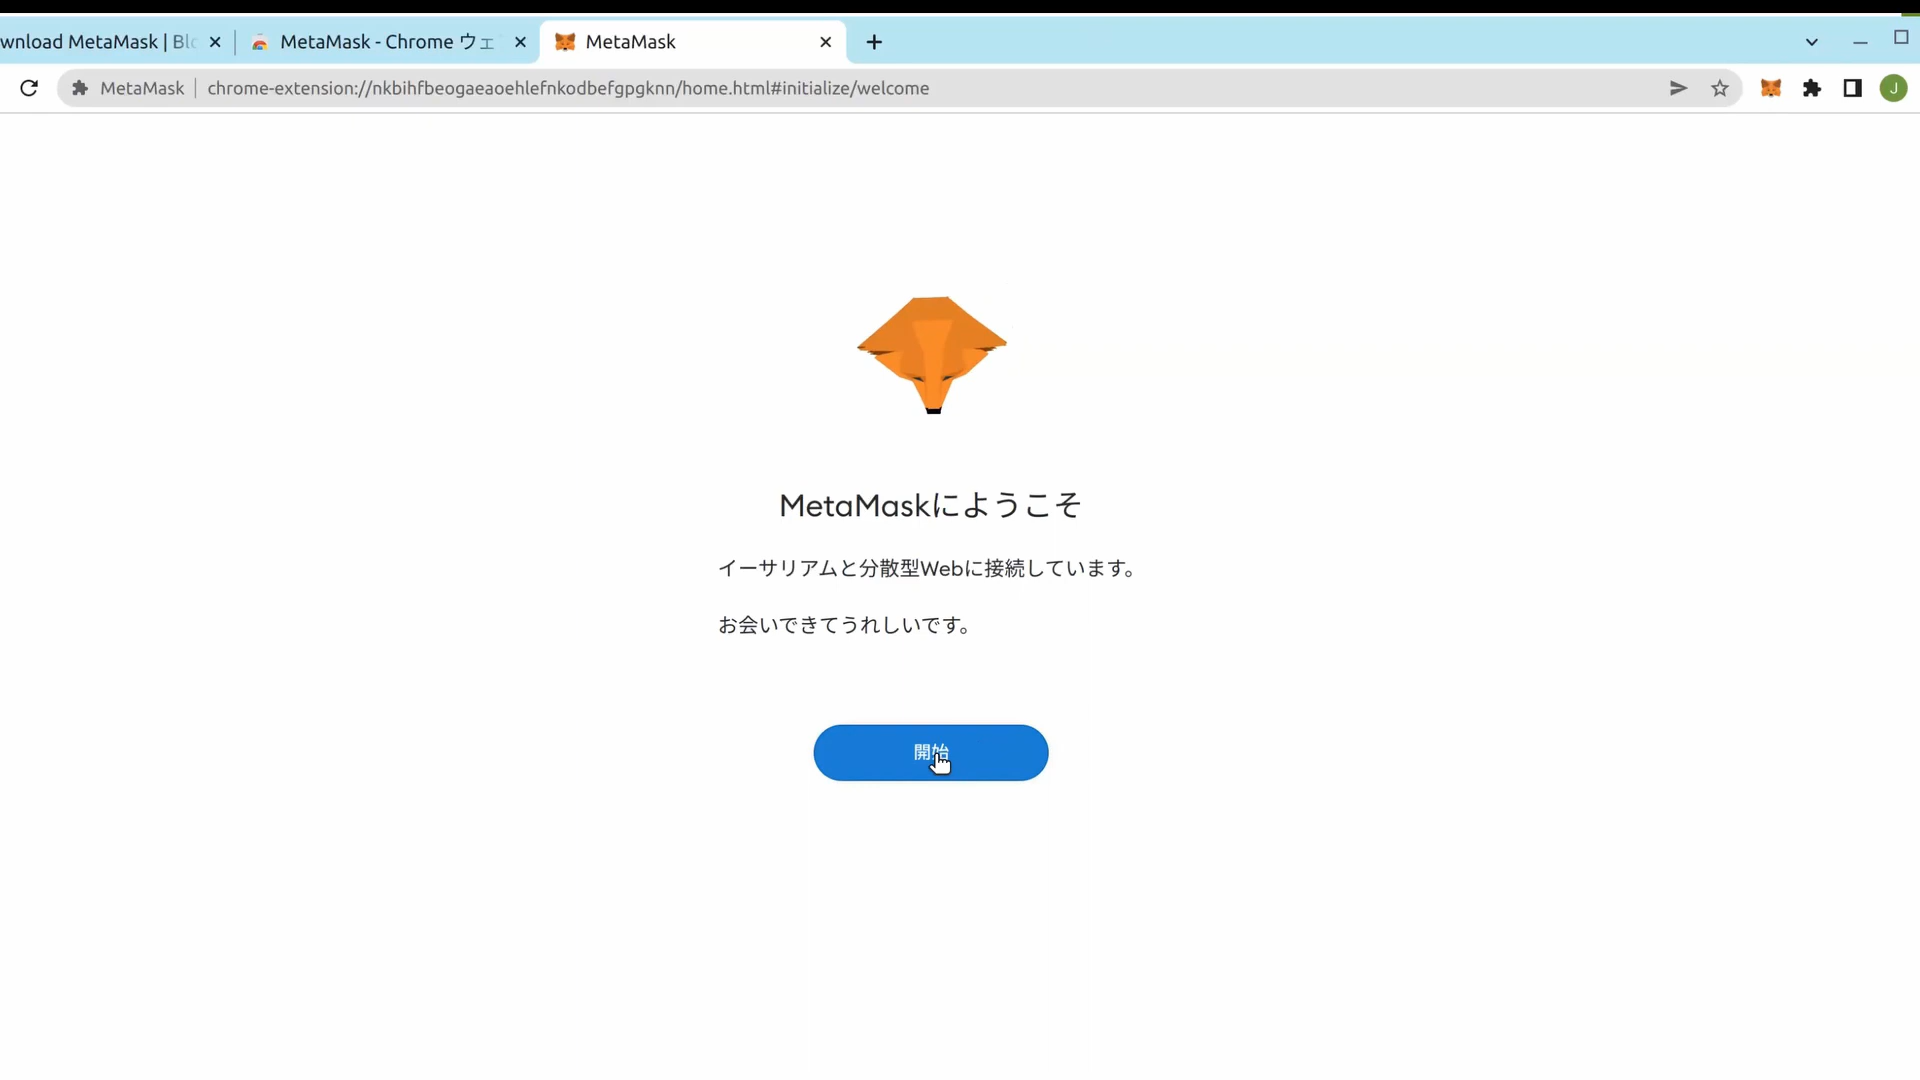 wnload MetaMask | Blo
MetaMask - Chrome ウェ
MetaMask
MetaMask
chrome-extension://nkbihfbeogaeaoehlefnkodbefgpgknn/home.html#initialize/welcome
J
MetaMaskにようこそ
イーサリアムと分散型Webに接続しています。
お会いできてうれしいです。
開始